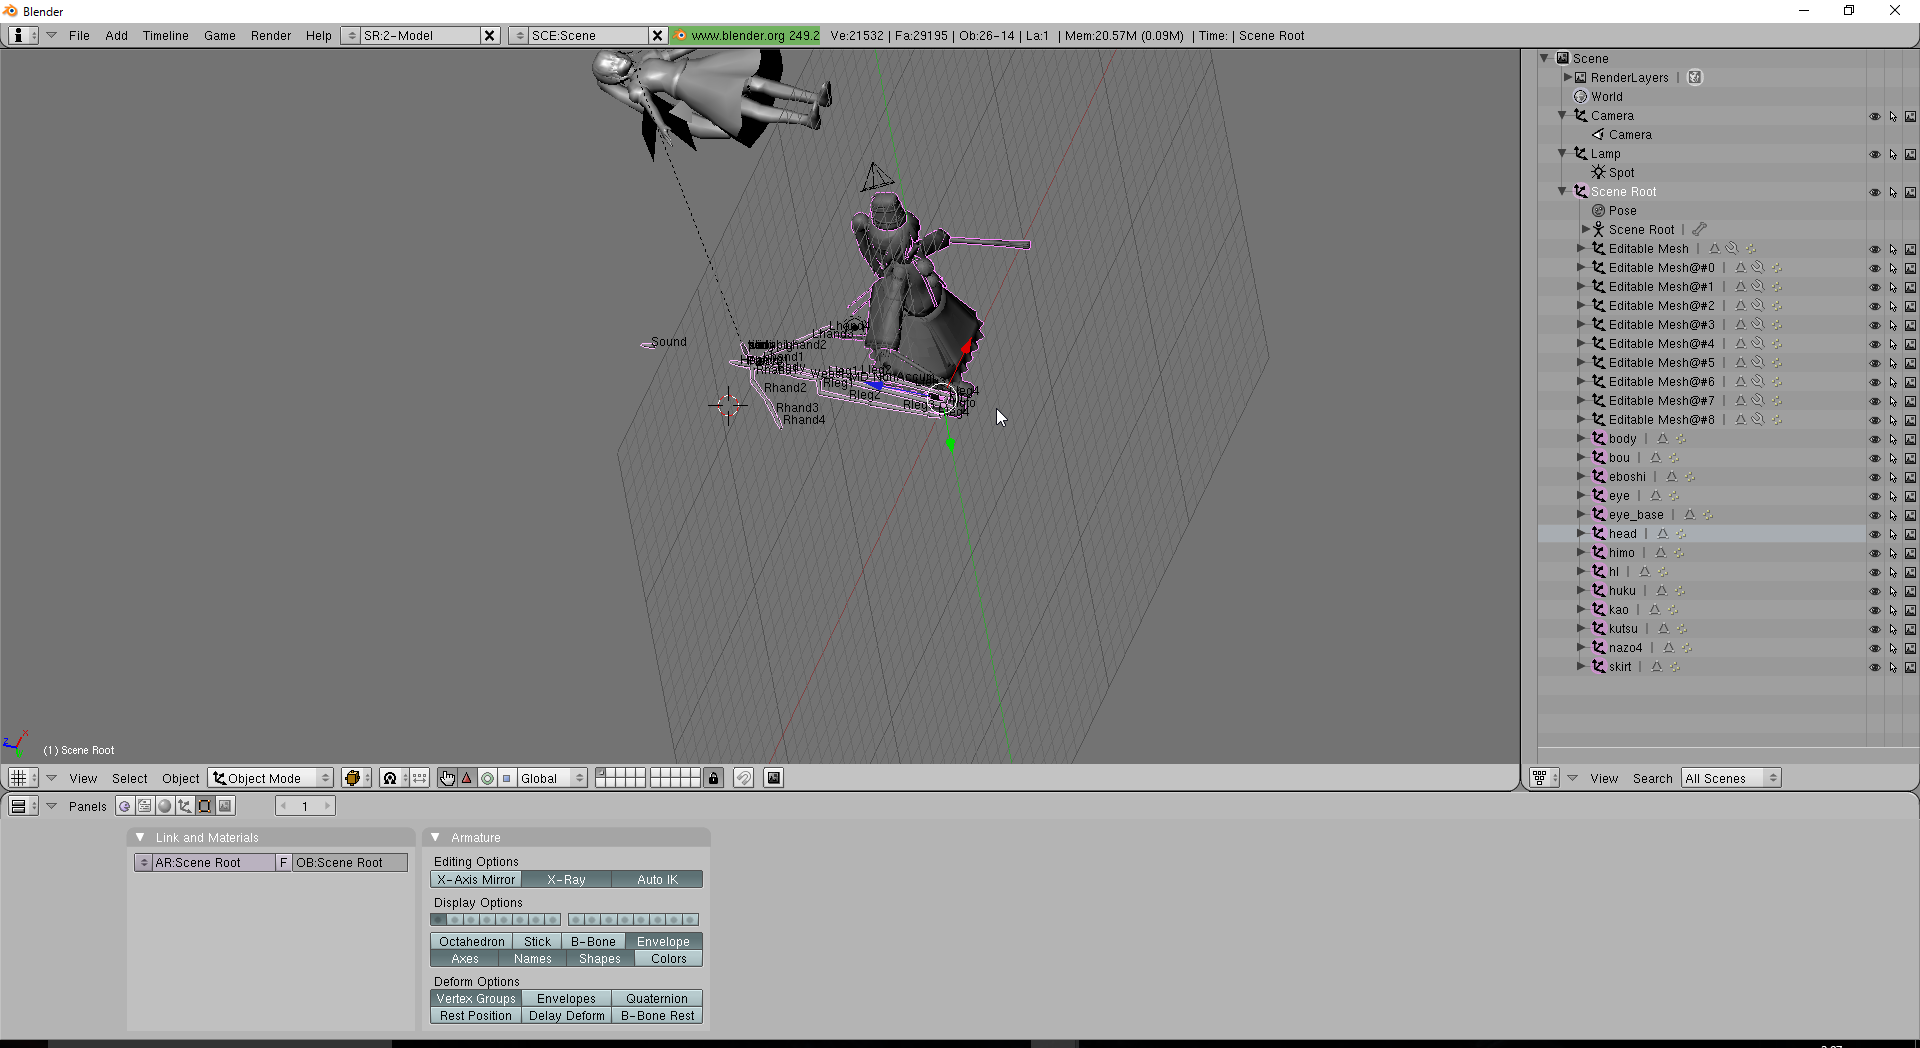 Blender
File Add Timeline Game Render Help SR:2-Model SCE:Scene www.blender.org 249.2 Ve:21532 | Fa:29195 | Ob:26-14 | La:1 | Mem:20.57M (0.09M) | Time: | Scene Root
Sound
Lhand4
Lhand3
hand2
hand1
Rhand2
Rleg1
Rleg2
Rhand3
Rhand4
(1) Scene Root
View Select Object Object Mode Global
Scene
RenderLayers |
World
Camera
Camera
Lamp
Spot
Scene Root
Pose
Scene Root |
Editable Mesh |
Editable Mesh@#0 |
Editable Mesh@#1 |
Editable Mesh@#2 |
Editable Mesh@#3 |
Editable Mesh@#4 |
Editable Mesh@#5 |
Editable Mesh@#6 |
Editable Mesh@#7 |
Editable Mesh@#8 |
body |
bou |
eboshi |
eye |
eye_base |
head |
himo |
hl |
huku |
kao |
kutsu |
nazo4 |
skirt |
View Search All Scenes
Panels 1
Link and Materials
AR:Scene Root F OB:Scene Root
Armature
Editing Options
X-Axis Mirror X-Ray Auto IK
Display Options
Octahedron Stick B-Bone Envelope
Axes Names Shapes Colors
Deform Options
Vertex Groups Envelopes Quaternion
Rest Position Delay Deform B-Bone Rest